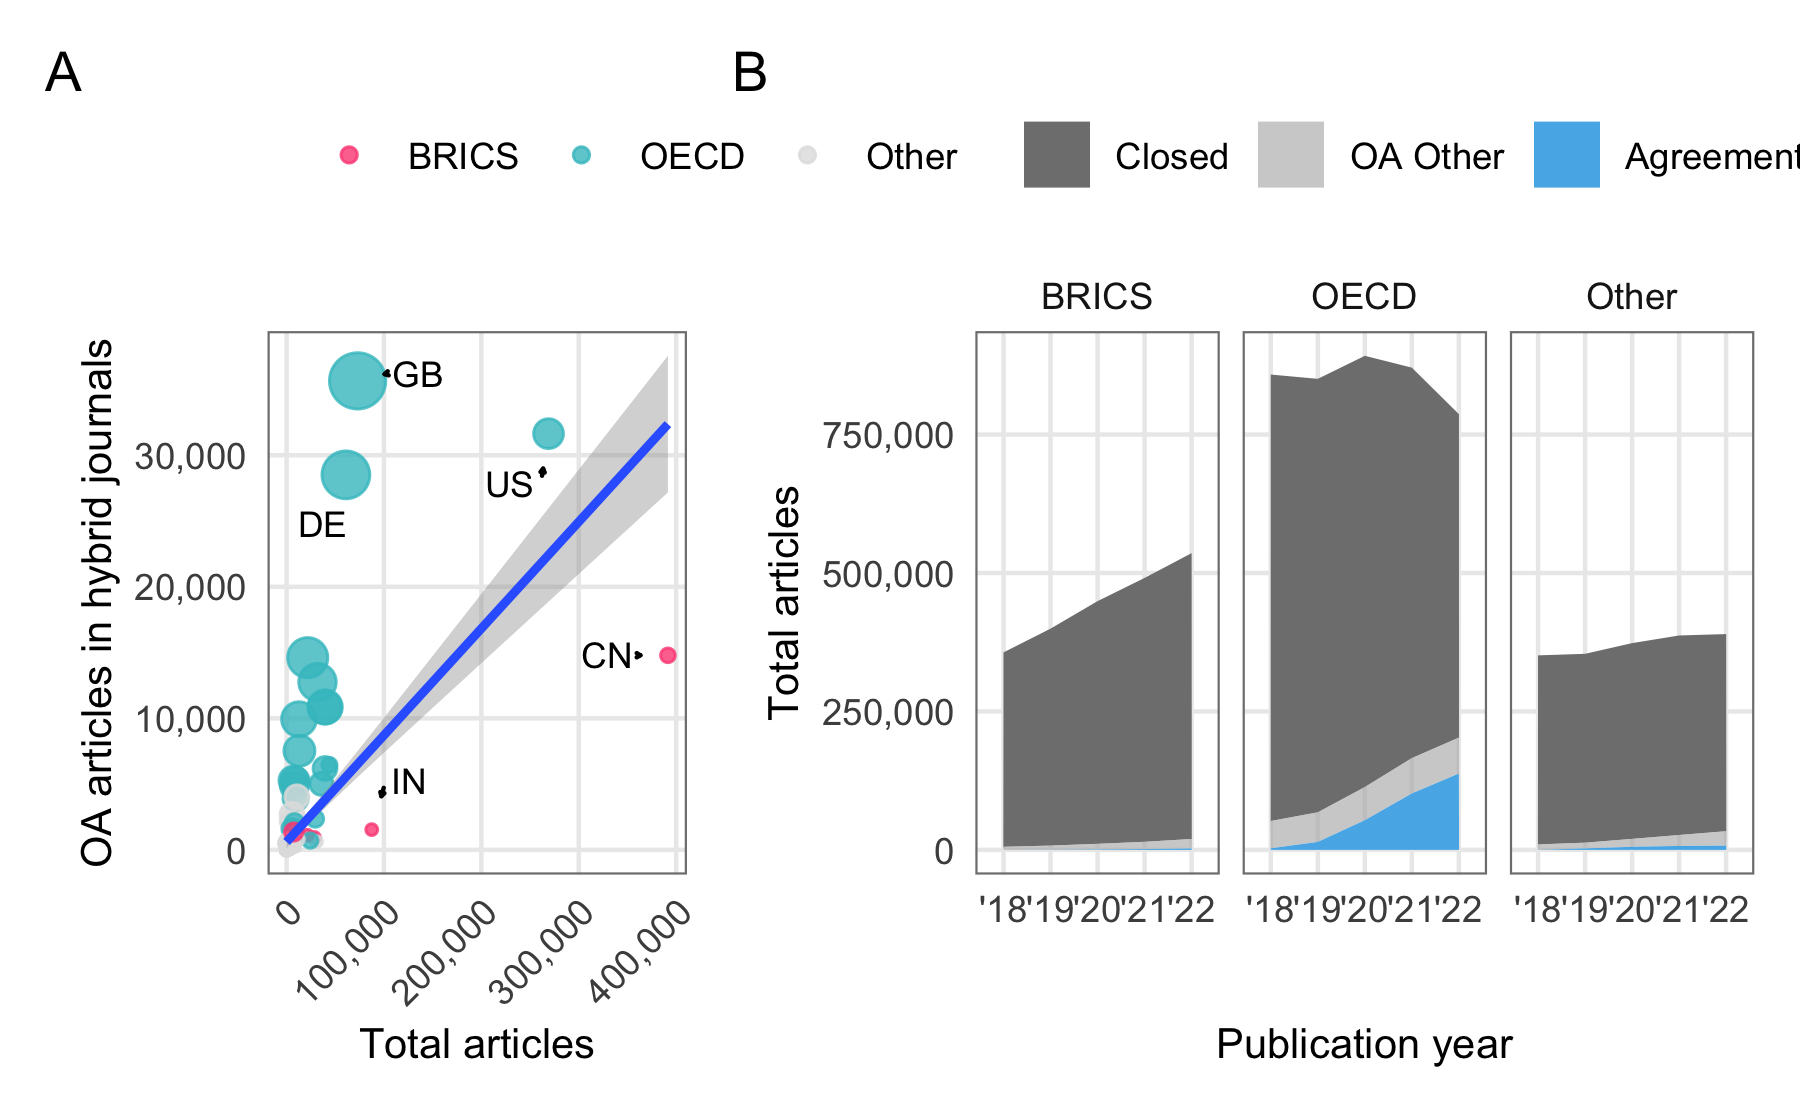 A
B
BRICS OECD Other
Closed OA Other Agreement
OA articles in hybrid journals
30,000
20,000
10,000
0
GB
US
DE
CN
IN
0 100,000 200,000 300,000 400,000
Total articles
BRICS OECD Other
Total articles
750,000
500,000
250,000
0
'18'19'20'21'22 '18'19'20'21'22 '18'19'20'21'22
Publication year